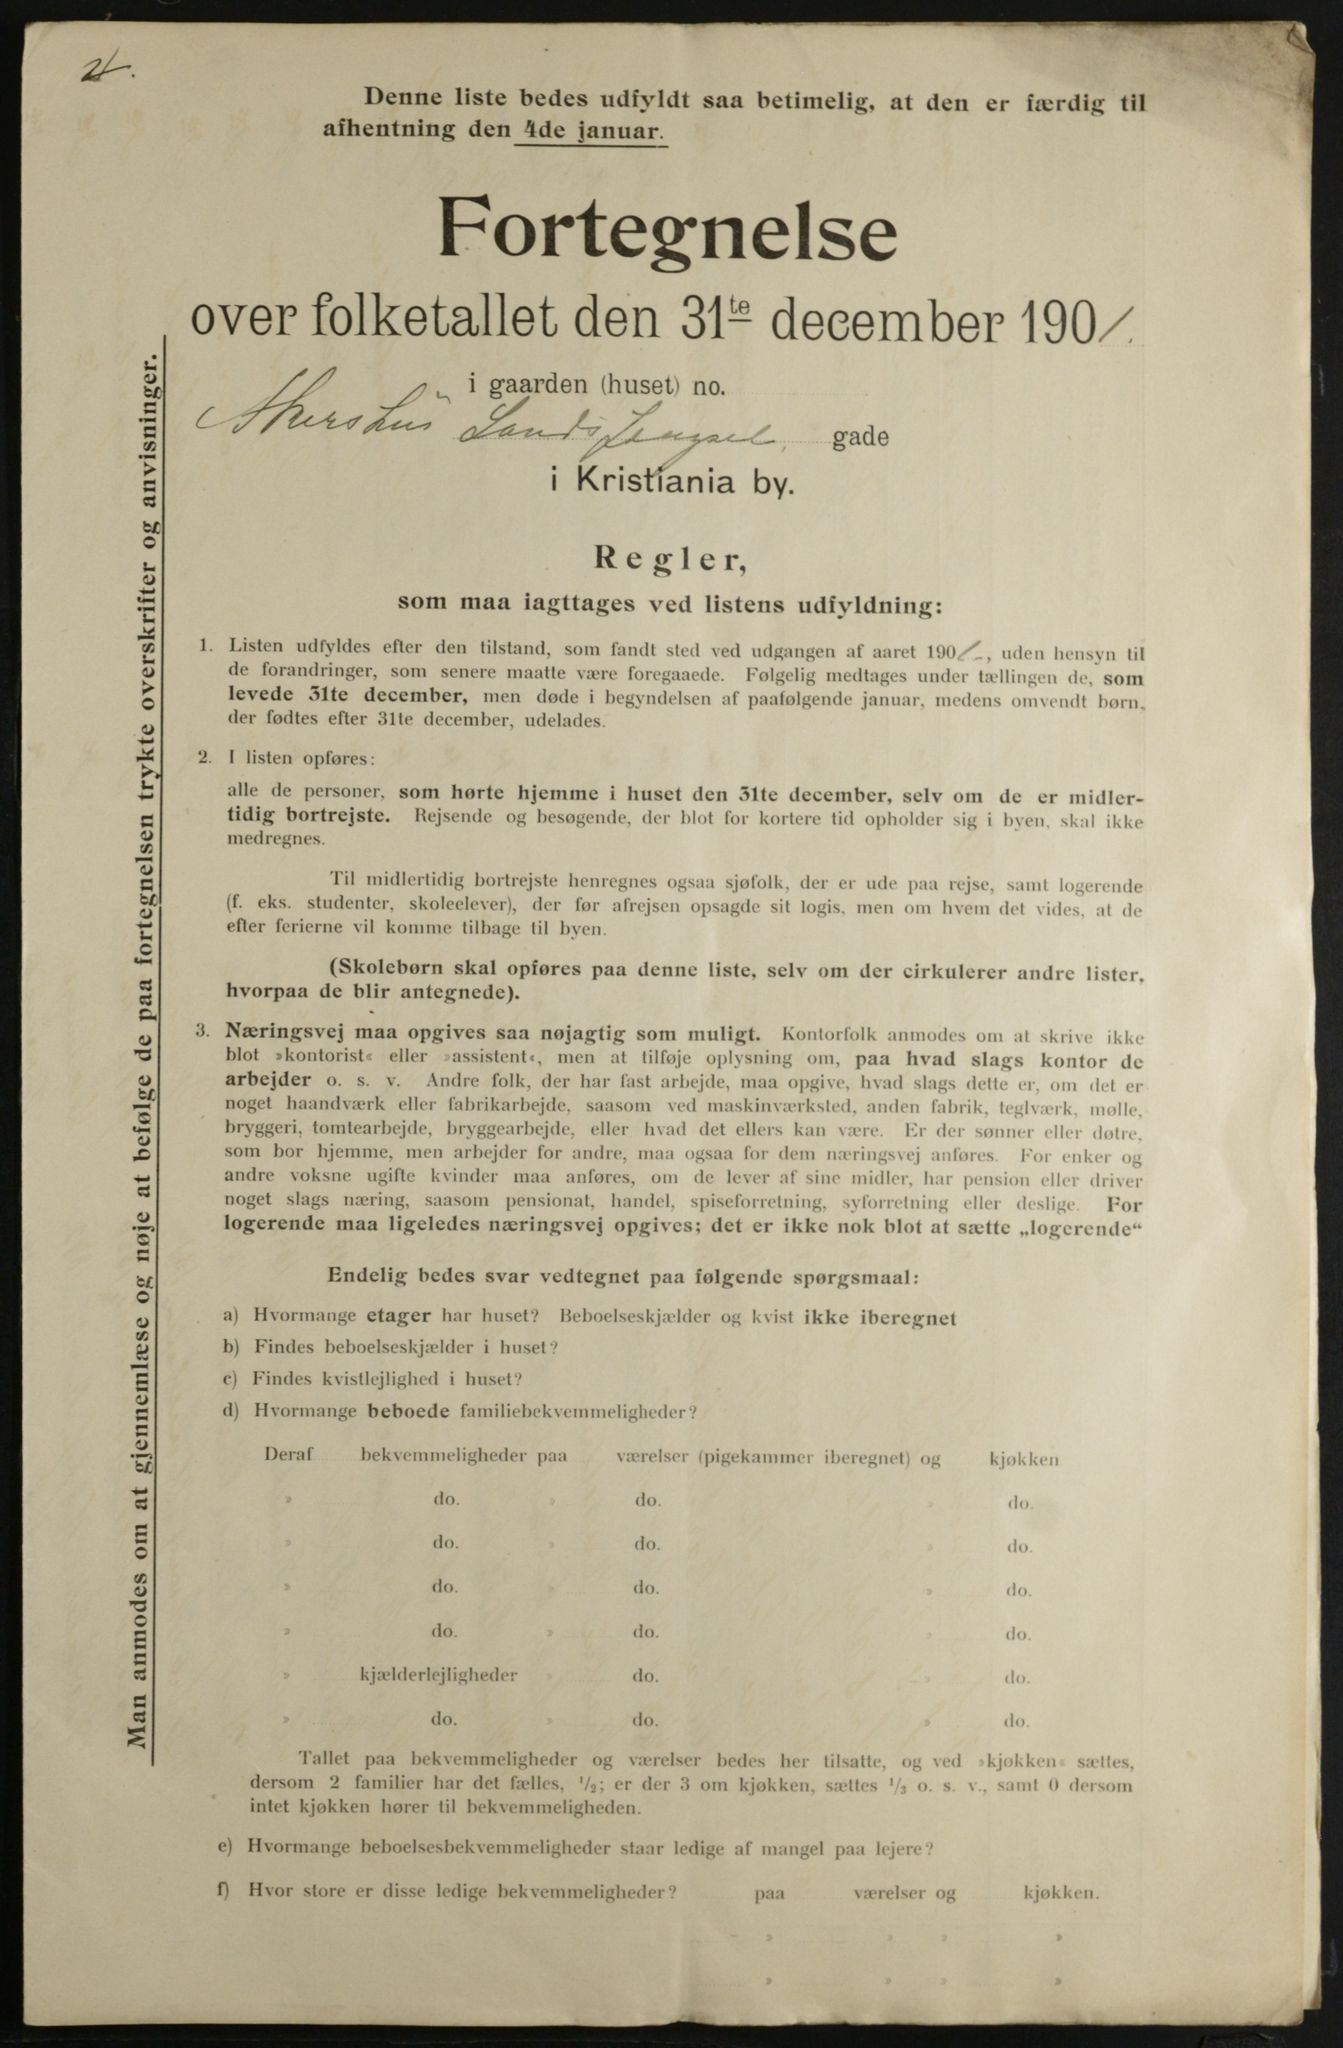 4.
Denne liste bedes udfyldt saa betimelig, at den er færdig til
afhentning den 4de januar.
Fortegnelse
over folketallet den 31te december 1901.
i gaarden (huset) no.
Akershus Landsfængsel, gade
i Kristiania by.
Regler,
som maa iagttages ved listens udfyldning:
1. Listen udfyldes efter den tilstand, som fandt sted ved udgangen af aaret 1901, uden hensyn til
de forandringer, som senere maatte være foregaaede. Følgelig medtages under tællingen de, som
levede 31te december, men døde i begyndelsen af paafølgende januar, medens omvendt børn,
der fødtes efter 31te december, udelades.
2. I listen opføres:
alle de personer, som hørte hjemme i huset den 31te december, selv om de er midler-
tidig bortrejste. Rejsende og besøgende, der blot for kortere tid opholder sig i byen, skal ikke
medregnes.
Til midlertidig bortrejste henregnes ogsaa sjøfolk, der er ude paa rejse, samt logerende
(f. eks. studenter, skoleelever), der før afrejsen opsagde sit logis, men om hvem det vides, at de
efter ferierne vil komme tilbage til byen.
(Skolebørn skal opføres paa denne liste, selv om der cirkulerer andre lister,
hvorpaa de blir antegnede).
3. Næringsvej maa opgives saa nøjagtig som muligt. Kontorfolk anmodes om at skrive ikke
blot »kontorist« eller »assistent«, men at tilføje oplysning om, paa hvad slags kontor de
arbejder o. s. v. Andre folk, der har fast arbejde, maa opgive, hvad slags dette er, om det er
noget haandværk eller fabrikarbejde, saasom ved maskinværksted, anden fabrik, teglværk, mølle,
bryggeri, tomtearbejde, bryggearbejde, eller hvad det ellers kan være. Er der sønner eller døtre,
som bor hjemme, men arbejder for andre, maa ogsaa for dem næringsvej anføres. For enker og
andre voksne ugifte kvinder maa anføres, om de lever af sine midler, har pension eller driver
noget slags næring, saasom pensionat, handel, spiseforretning, syforretning eller deslige. For
logerende maa ligeledes næringsvej opgives; det er ikke nok blot at sætte „logerende“
Endelig bedes svar vedtegnet paa følgende spørgsmaal:
a) Hvormange etager har huset? Beboelseskjælder og kvist ikke iberegnet
b) Findes beboelseskjælder i huset?
c) Findes kvistlejlighed i huset?
d) Hvormange beboede familiebekvemmeligheder?
Deraf bekvemmeligheder paa værelser (pigekammer iberegnet) og kjøkken
» do. » do. » do.
» do. » do. » do.
» do. » do. » do.
» do. » do. » do.
» kjælderlejligheder » do. » do.
» do. » do. » do.
Tallet paa bekvemmeligheder og værelser bedes her tilsatte, og ved »kjøkken« sættes,
dersom 2 familier har det fælles, 1/2; er der 3 om kjøkken, sættes 1/3 o. s. v., samt 0 dersom
intet kjøkken hører til bekvemmeligheden.
e) Hvormange beboelsesbekvemmeligheder staar ledige af mangel paa lejere?
f) Hvor store er disse ledige bekvemmeligheder? paa værelser og kjøkken.
» » » »
» » » »
Man anmodes om at gjennemlæse og nøje at befølge de paa fortegnelsen trykte overskrifter og anvisninger.